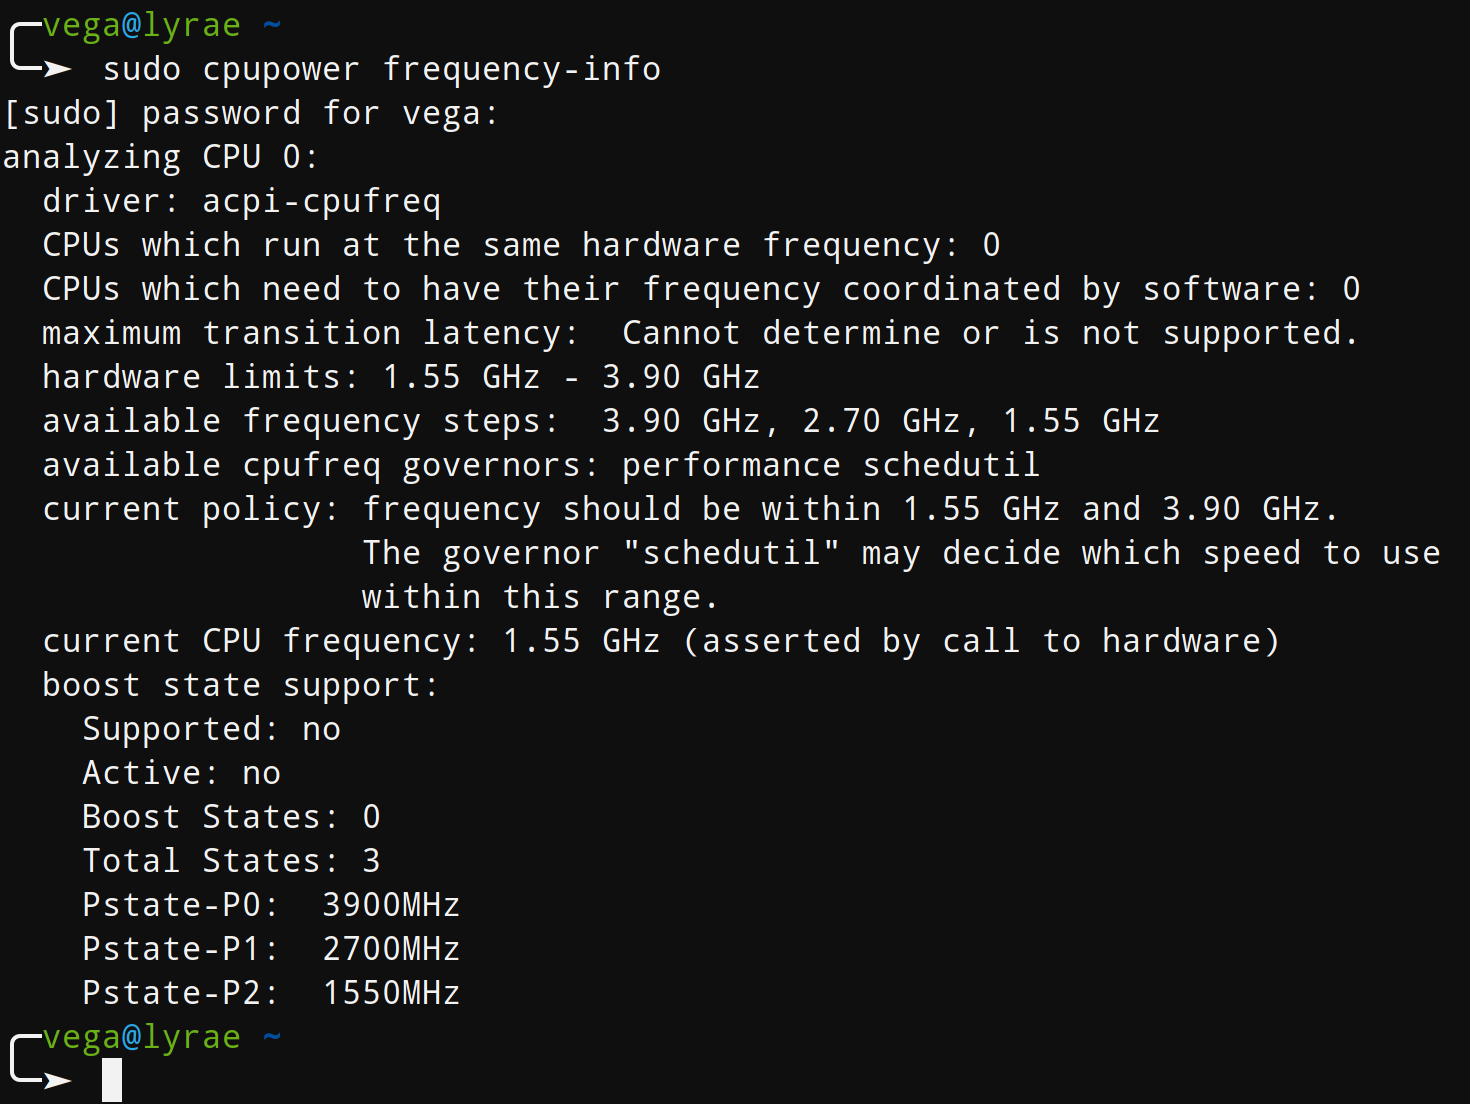 vega@lyrae ~
➤ sudo cpupower frequency-info
[sudo] password for vega:
analyzing CPU 0:
  driver: acpi-cpufreq
  CPUs which run at the same hardware frequency: 0
  CPUs which need to have their frequency coordinated by software: 0
  maximum transition latency:  Cannot determine or is not supported.
  hardware limits: 1.55 GHz - 3.90 GHz
  available frequency steps:  3.90 GHz, 2.70 GHz, 1.55 GHz
  available cpufreq governors: performance schedutil
  current policy: frequency should be within 1.55 GHz and 3.90 GHz.
                  The governor "schedutil" may decide which speed to use
                  within this range.
  current CPU frequency: 1.55 GHz (asserted by call to hardware)
  boost state support:
    Supported: no
    Active: no
    Boost States: 0
    Total States: 3
    Pstate-P0:  3900MHz
    Pstate-P1:  2700MHz
    Pstate-P2:  1550MHz
vega@lyrae ~
➤